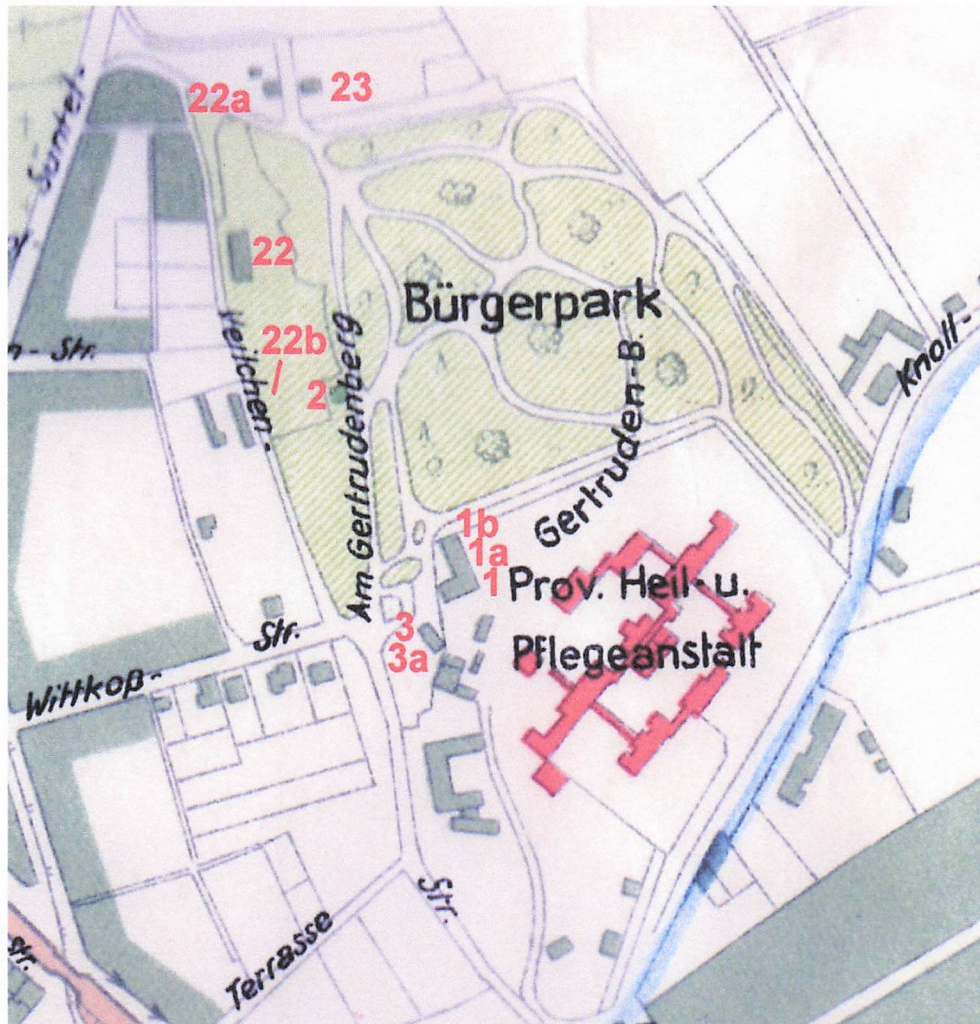 22a
23
Süntel-
22
Bürgerpark
Knoll-
n-Str.
Veilchen-
22b
2
Am Gertrudenberg
Gertruden-B.
1b
1a
1
Prov. Heil- u.
Pflegeanstalt
3
3a
Wittkop-
Str.
Terrasse
Str.
Str.